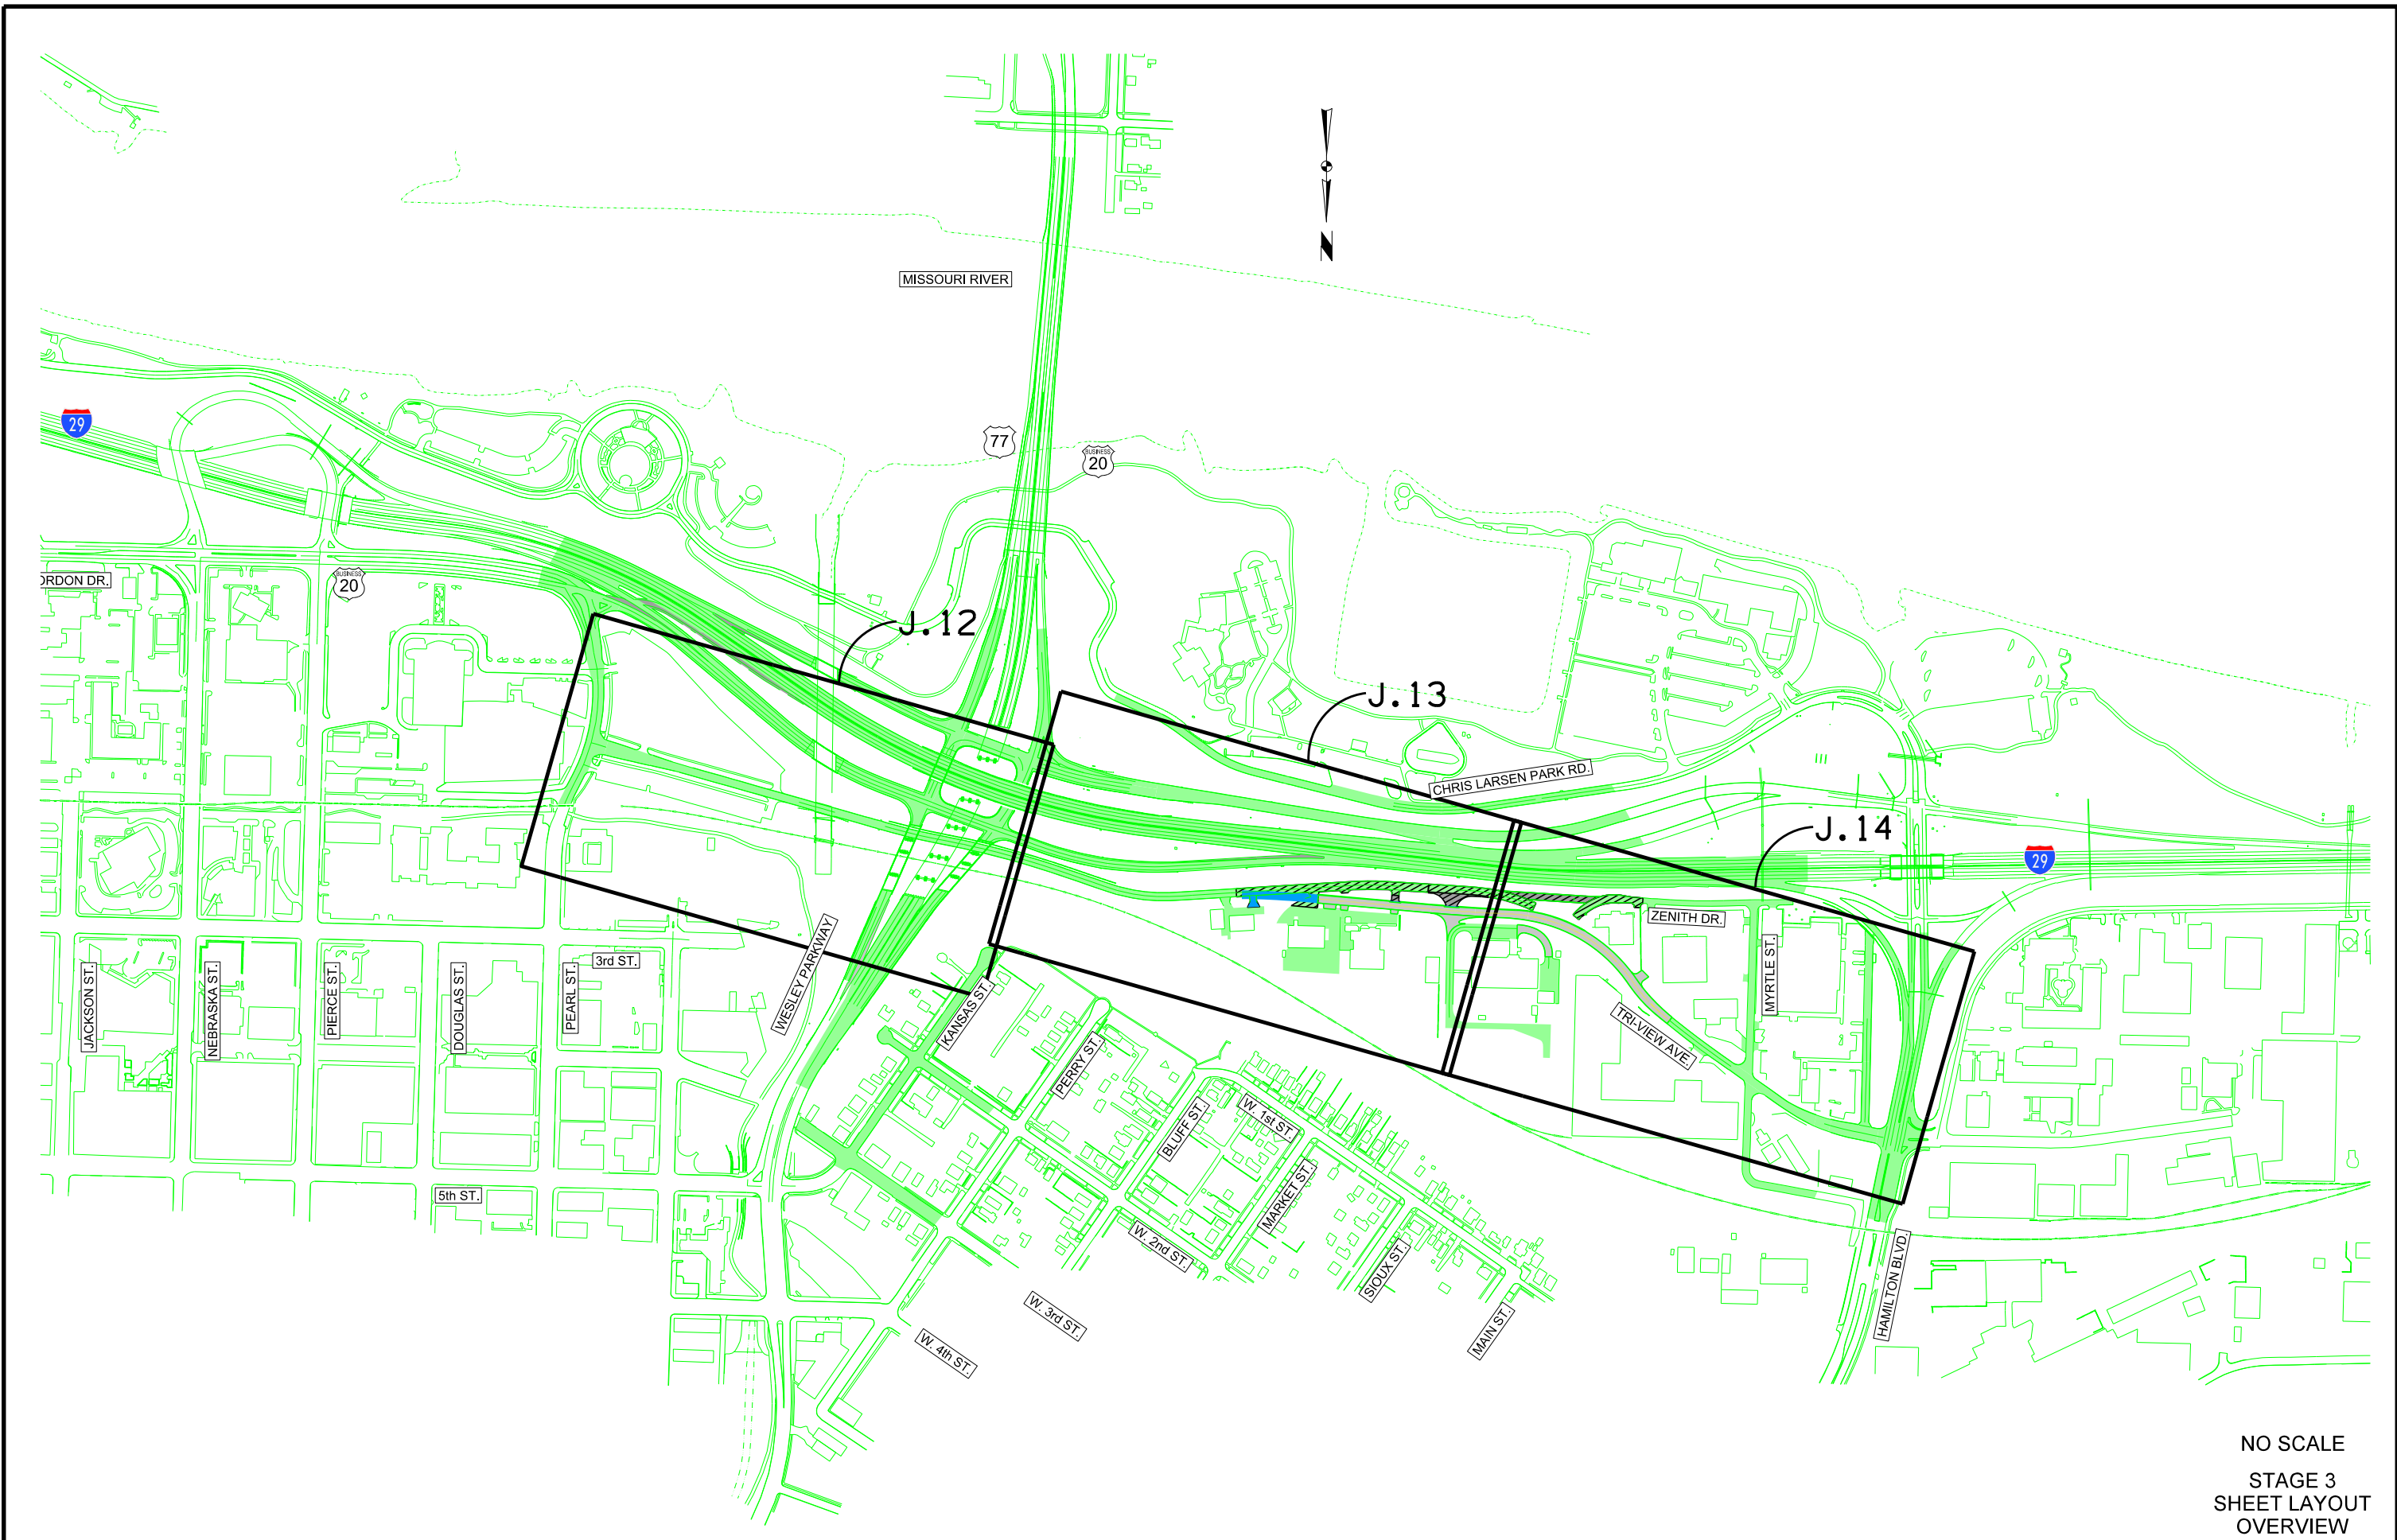 N
MISSOURI RIVER
29
77
BUSINESS
20
ORDON DR.
BUSINESS
20
J.12
J.13
CHRIS LARSEN PARK RD.
J.14
29
ZENITH DR.
MYRTLE ST.
TRI-VIEW AVE.
3rd ST.
WESLEY PARKWAY
JACKSON ST.
NEBRASKA ST.
PIERCE ST.
DOUGLAS ST.
PEARL ST.
KANSAS ST.
PERRY ST.
BLUFF ST.
W. 1st ST.
MARKET ST.
5th ST.
W. 2nd ST.
SIOUX ST.
W. 3rd ST.
MAIN ST.
W. 4th ST.
HAMILTON BLVD.
NO SCALE
STAGE 3
SHEET LAYOUT
OVERVIEW